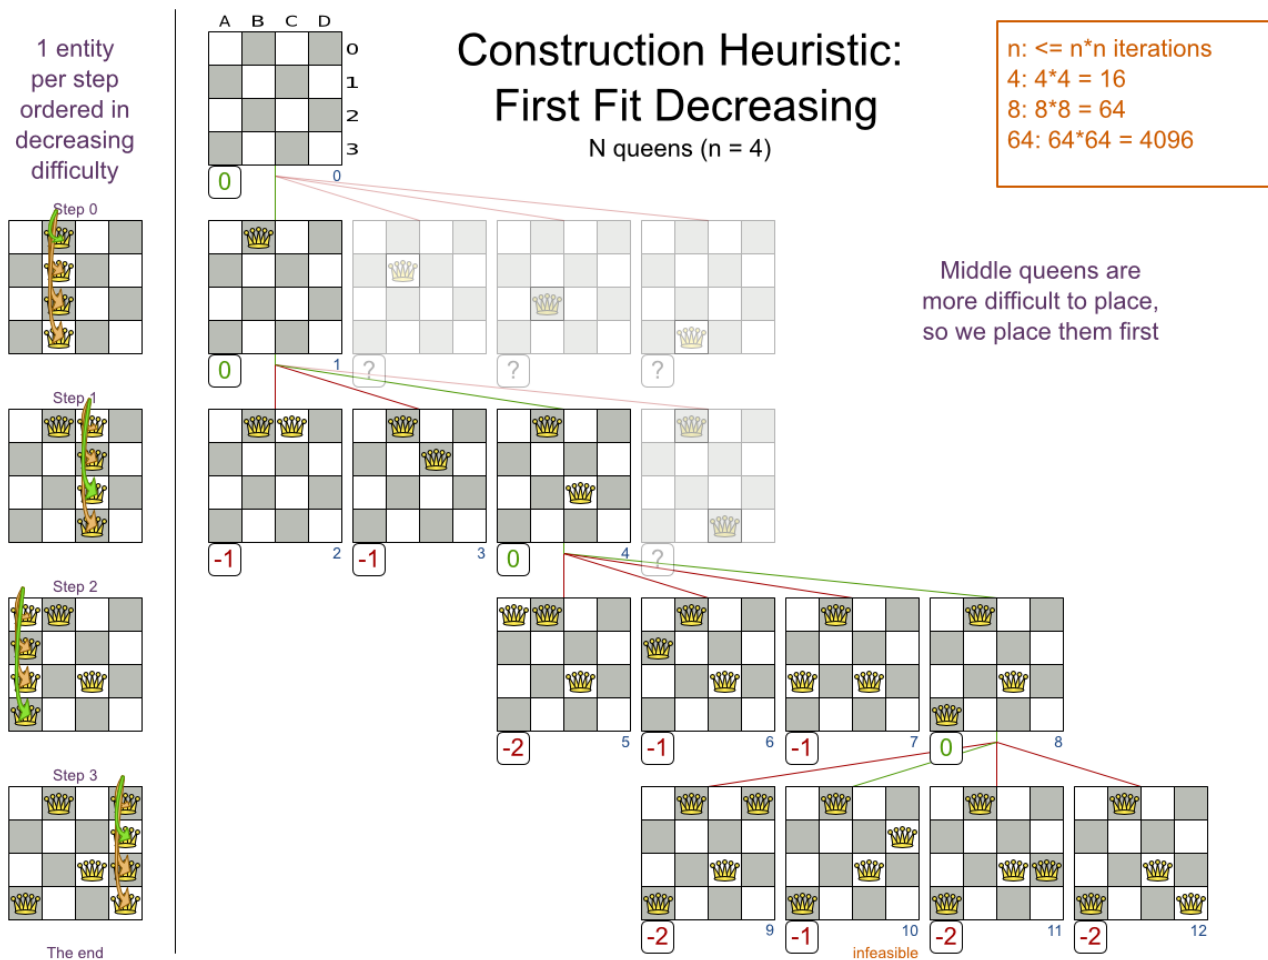 1 entity
per step
ordered in
decreasing
difficulty
A B C D
0
1
2
3
Construction Heuristic:
First Fit Decreasing
N queens (n = 4)
n: <= n*n iterations
4: 4*4 = 16
8: 8*8 = 64
64: 64*64 = 4096
0 0
Step 0
Middle queens are
more difficult to place,
so we place them first
0 1 ? ? ?
Step 1
-1 2 -1 3 0 4 ?
Step 2
-2 5 -1 6 -1 7 0 8
Step 3
-2 9 -1 10 -2 11 -2 12
The end
infeasible